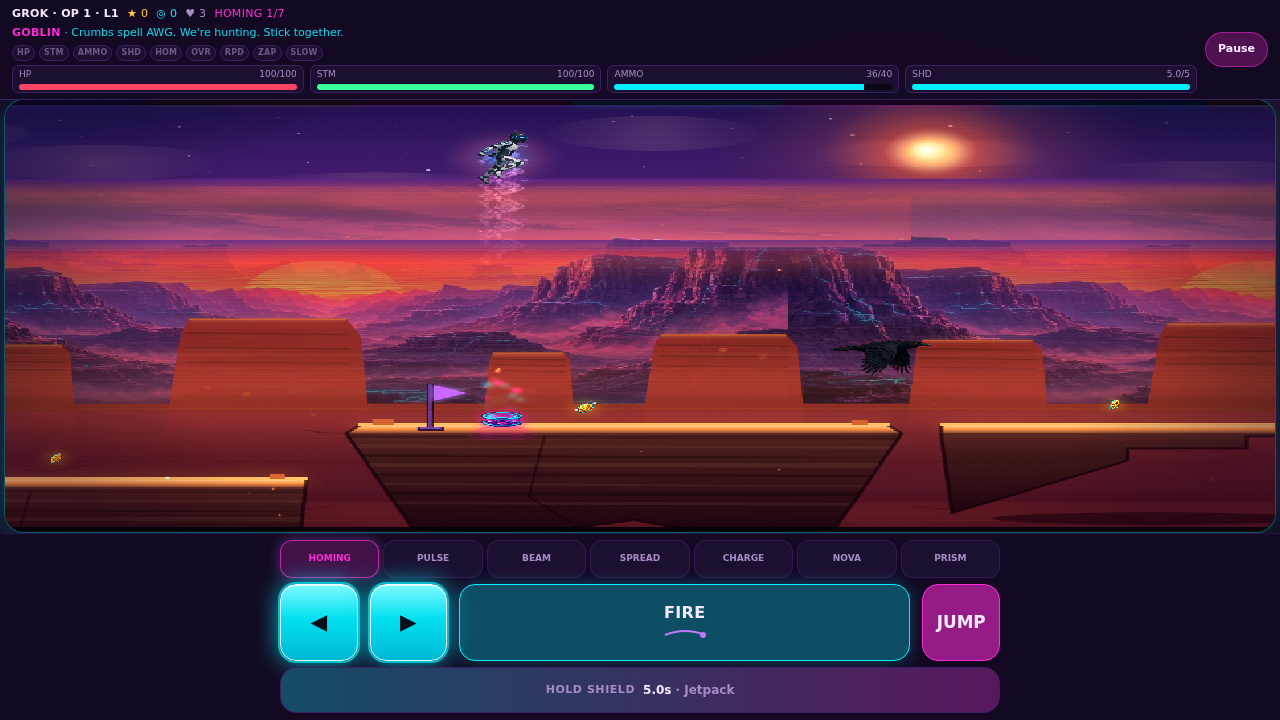 GROK · OP 1 · L1 ★ 0 ◎ 0 ♥ 3 HOMING 1/7
GOBLIN · Crumbs spell AWG. We're hunting. Stick together.
HP STM AMMO SHD HOM OVR RPD ZAP SLOW
Pause
HP 100/100 STM 100/100 AMMO 36/40 SHD 5.0/5
HOMING PULSE BEAM SPREAD CHARGE NOVA PRISM
◀ ▶ FIRE JUMP
HOLD SHIELD 5.0s · Jetpack